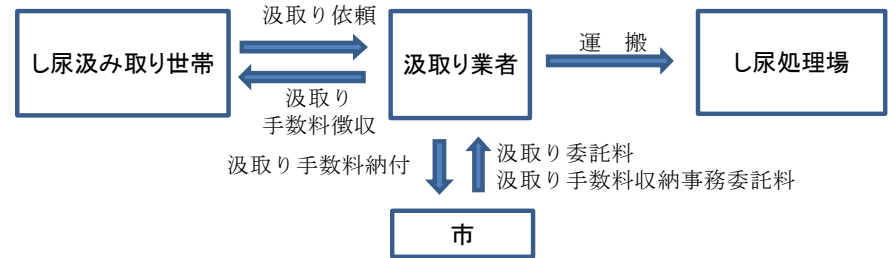 汲取り依頼
し尿汲み取り世帯
汲取り業者
運　搬
し尿処理場
汲取り
手数料徴収
汲取り手数料納付
汲取り委託料
汲取り手数料収納事務委託料
市